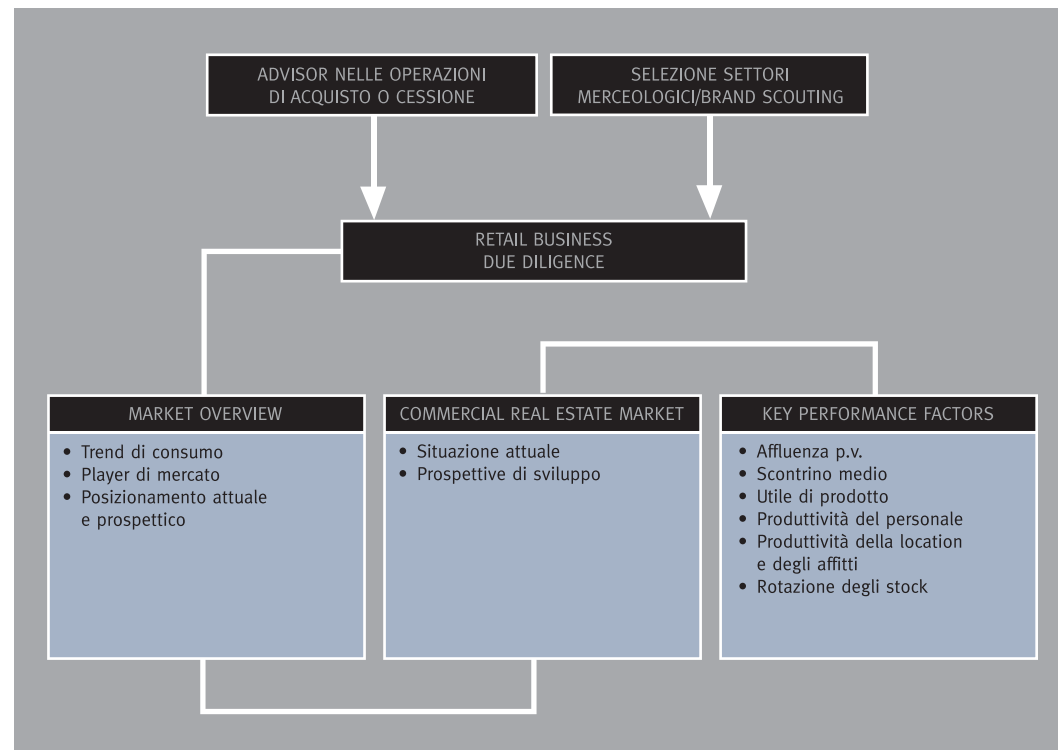 ADVISOR NELLE OPERAZIONI
DI ACQUISTO O CESSIONE
SELEZIONE SETTORI
MERCEOLOGICI/BRAND SCOUTING
RETAIL BUSINESS
DUE DILIGENCE
MARKET OVERVIEW
• Trend di consumo
• Player di mercato
• Posizionamento attuale
e prospettico
COMMERCIAL REAL ESTATE MARKET
• Situazione attuale
• Prospettive di sviluppo
KEY PERFORMANCE FACTORS
• Affluenza p.v.
• Scontrino medio
• Utile di prodotto
• Produttività del personale
• Produttività della location
e degli affitti
• Rotazione degli stock